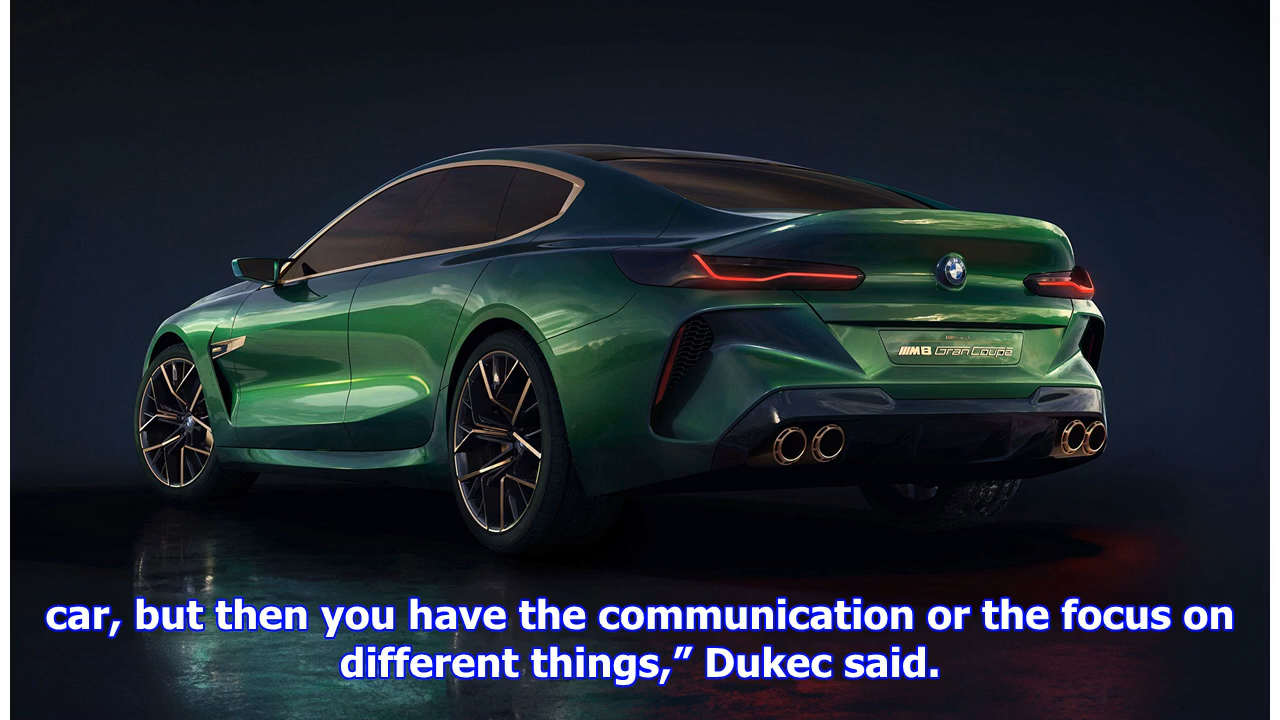 M8 Gran Coupe
car, but then you have the communication or the focus on
different things,” Dukec said.